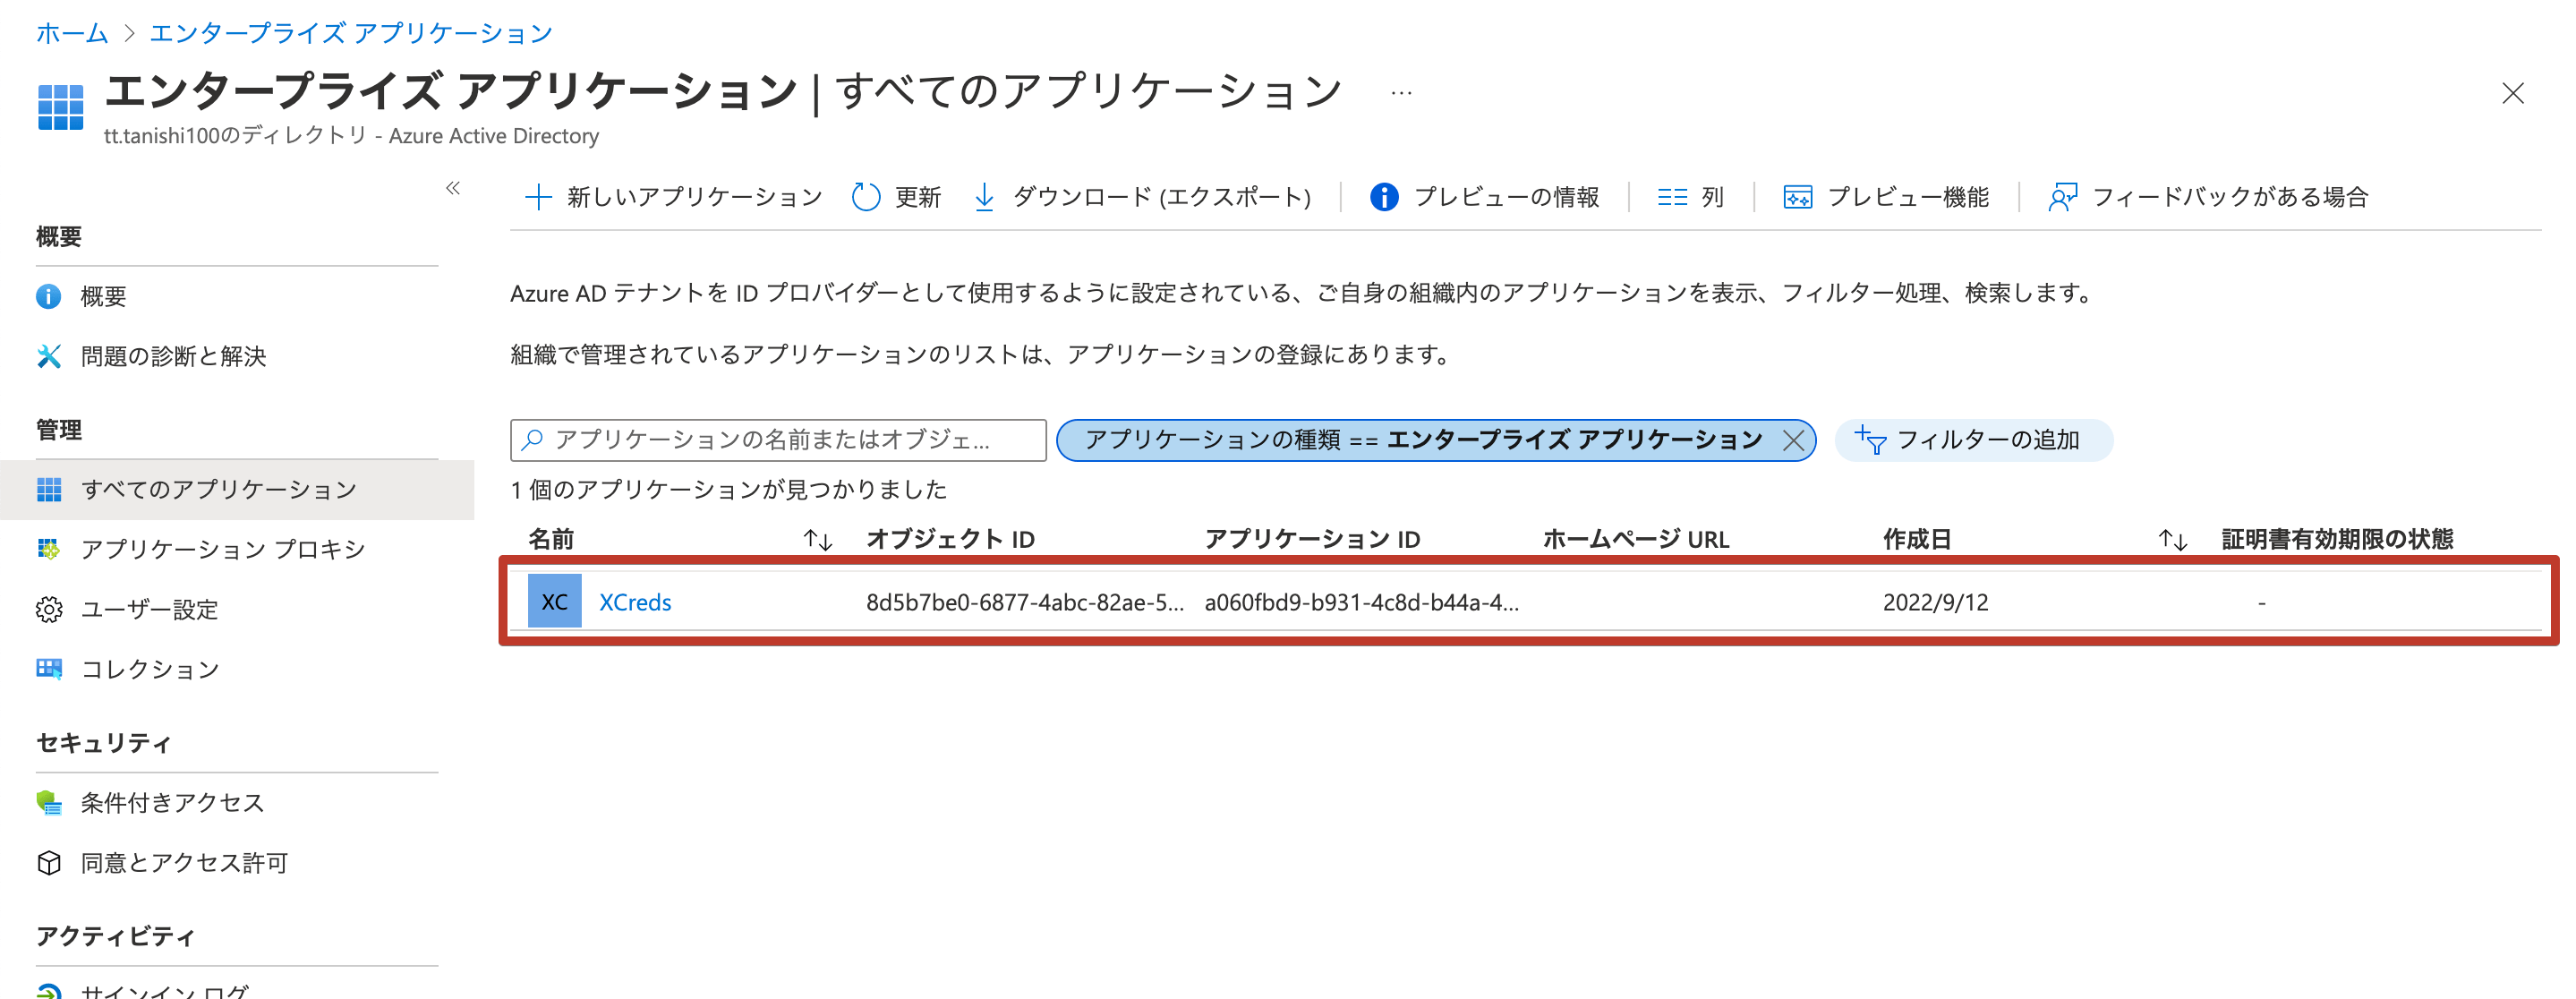 ホーム > エンタープライズ アプリケーション
エンタープライズ アプリケーション | すべてのアプリケーション ...
tt.tanishi100のディレクトリ - Azure Active Directory
«
概要
概要
問題の診断と解決
管理
すべてのアプリケーション
アプリケーション プロキシ
ユーザー設定
コレクション
セキュリティ
条件付きアクセス
同意とアクセス許可
アクティビティ
サインイン ログ
新しいアプリケーション 更新 ダウンロード (エクスポート) プレビューの情報 列 プレビュー機能 フィードバックがある場合
Azure AD テナントを ID プロバイダーとして使用するように設定されている、ご自身の組織内のアプリケーションを表示、フィルター処理、検索します。
組織で管理されているアプリケーションのリストは、アプリケーションの登録にあります。
アプリケーションの名前またはオブジェ... アプリケーションの種類 == エンタープライズ アプリケーション フィルターの追加
1 個のアプリケーションが見つかりました
名前 オブジェクト ID アプリケーション ID ホームページ URL 作成日 証明書有効期限の状態
XC XCreds 8d5b7be0-6877-4abc-82ae-5... a060fbd9-b931-4c8d-b44a-4... 2022/9/12 -